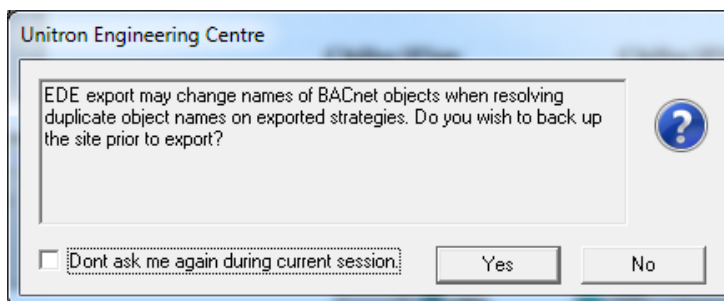 Unitron Engineering Centre
EDE export may change names of BACnet objects when resolving
duplicate object names on exported strategies. Do you wish to back up
the site prior to export?
Dont ask me again during current session.
Yes
No